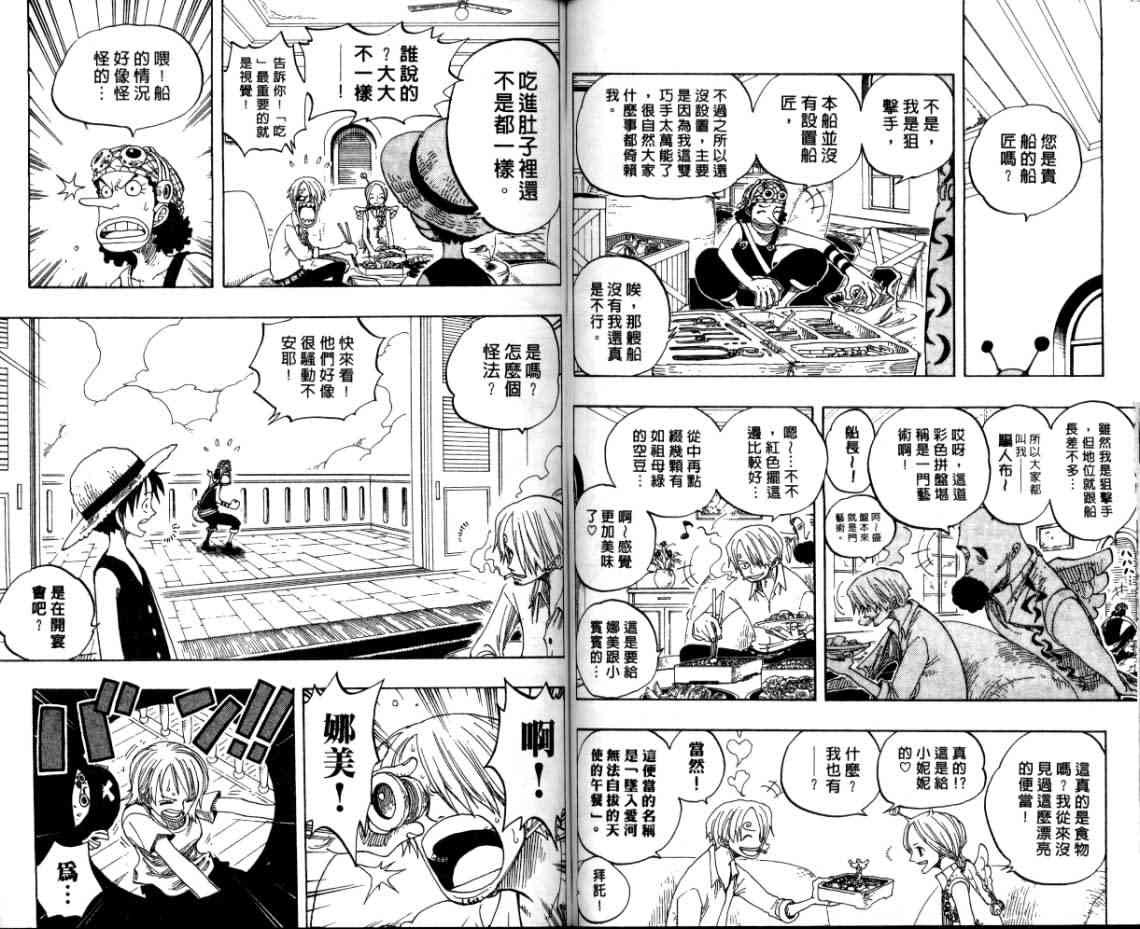 您是貴
船的船
匠嗎？
不是，
我是狙
擊手，
本船並沒
有設置船
匠，
不過之所以還
沒設置，主要
是因為我這雙
巧手太萬能了
，很自然大家
什麼事都倚賴
我。
唉，那艘船
沒有我還真
是不行。
雖然我是狙擊手
，但地位就跟船
長差不多…
所以大家都
叫我——
騙人布～
船長～！
哎呀，這道
彩色拼盤堪
稱是一門藝
術啊！
盤本來
就是門
藝術。
嗯～…不不
，紅色擺這
邊比較好…
從中再點
綴幾顆有
如祖母綠
的空豆…
啊～感覺
更加美味
了♡
這是要給
娜美跟小
賓賓的…
這真的是食物
嗎？我從來沒
見過這麼漂亮
的便當！
真的!?
這是給
小妮妮
的♡
什麼？
我也有
——？
當然！
這便當的名稱
是「墜入愛河
無法自拔的天
使的午餐」。
拜託！
吃進肚子裡還
不是都一樣。
誰說的
？大大
不一樣
——！
告訴你！「吃
」最重要的就
是視覺！
喂！船
的情況
好像怪
怪的…
是嗎？
怎麼個
怪法？
快來看！
他們好像
很騷動不
安耶！
是在開宴
會吧？
啊！
娜美！
為…